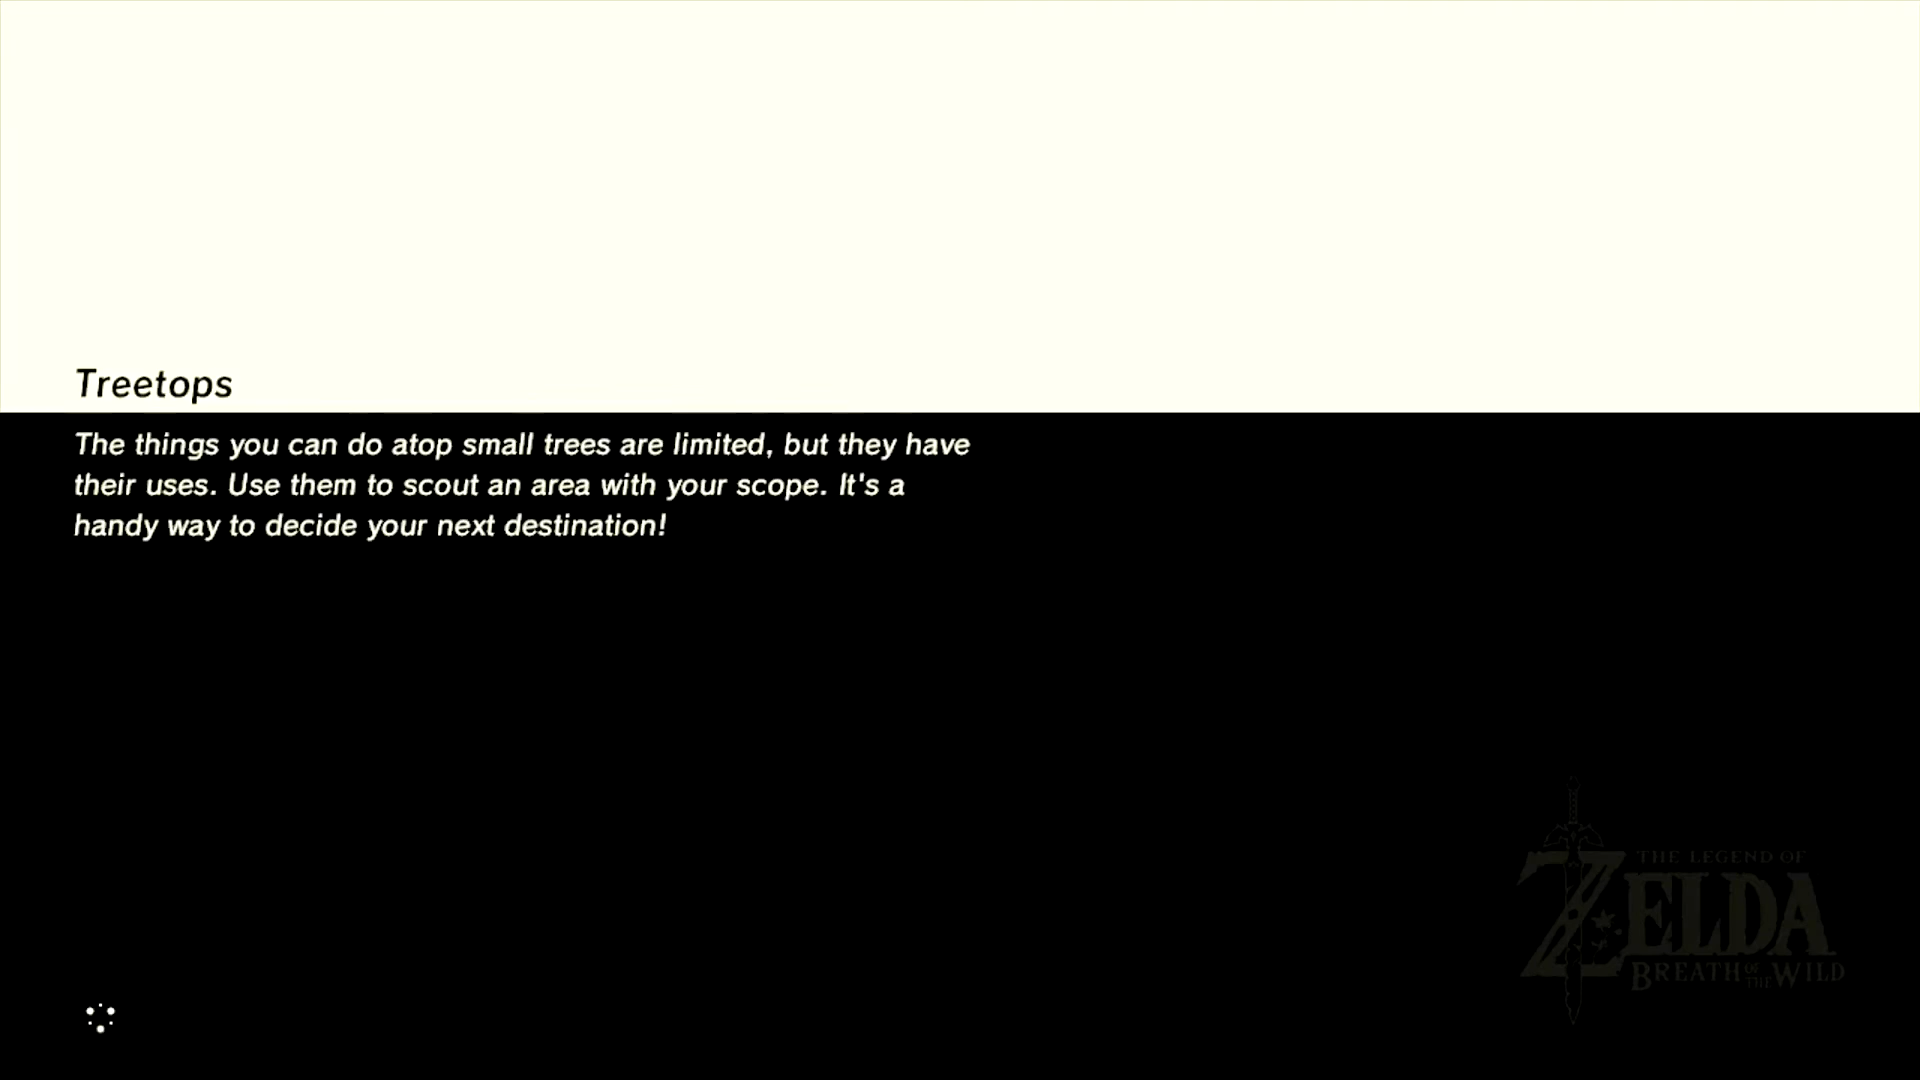 Treetops
The things you can do atop small trees are limited, but they have
their uses. Use them to scout an area with your scope. It's a
handy way to decide your next destination!
THE LEGEND OF
ZELDA
BREATH OF THE WILD